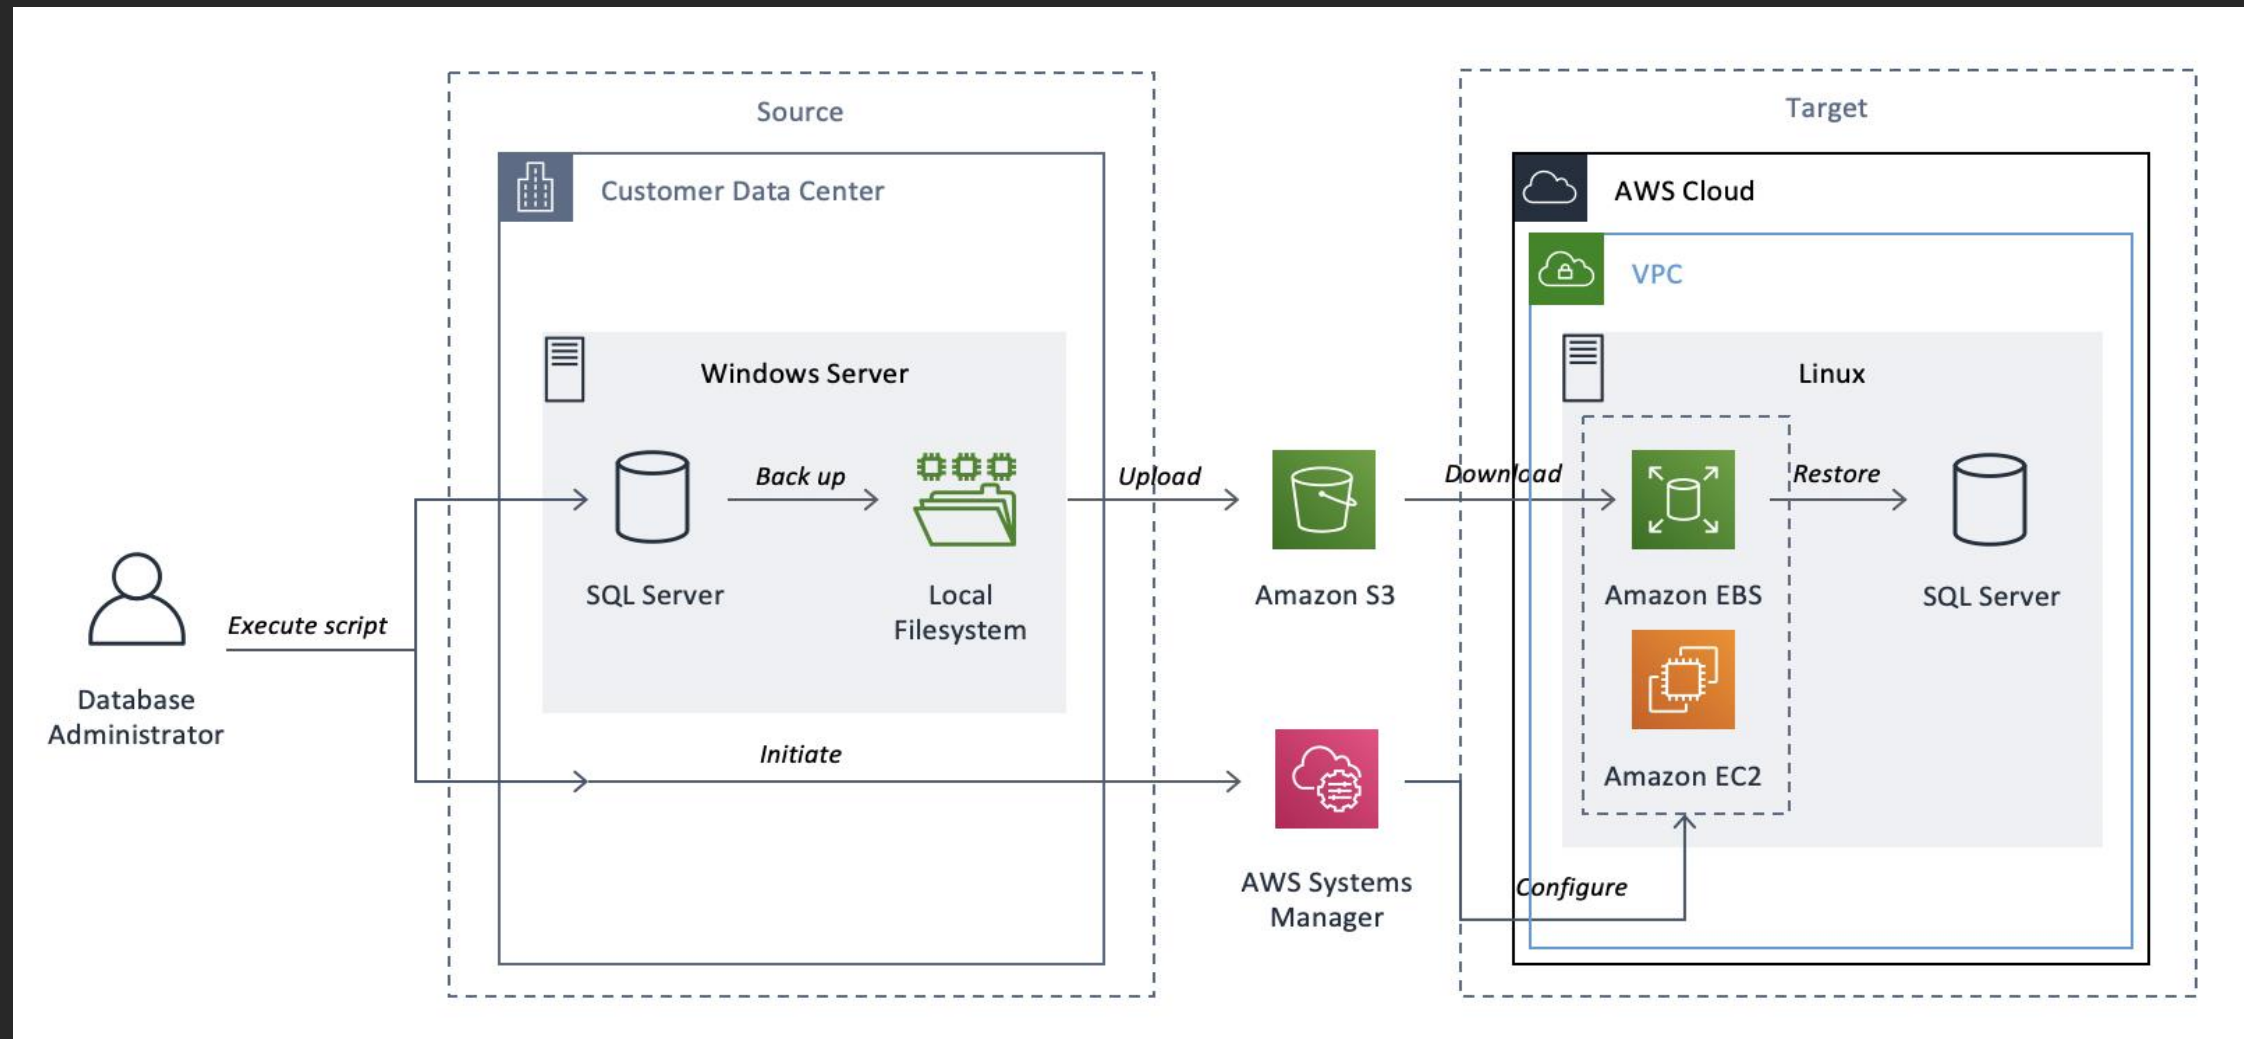 Source
Target
Customer Data Center
AWS Cloud
VPC
Windows Server
Linux
Back up
Upload
Download
Restore
SQL Server
Local
Filesystem
Amazon S3
Amazon EBS
SQL Server
Execute script
Database
Administrator
Initiate
Amazon EC2
AWS Systems
Manager
Configure